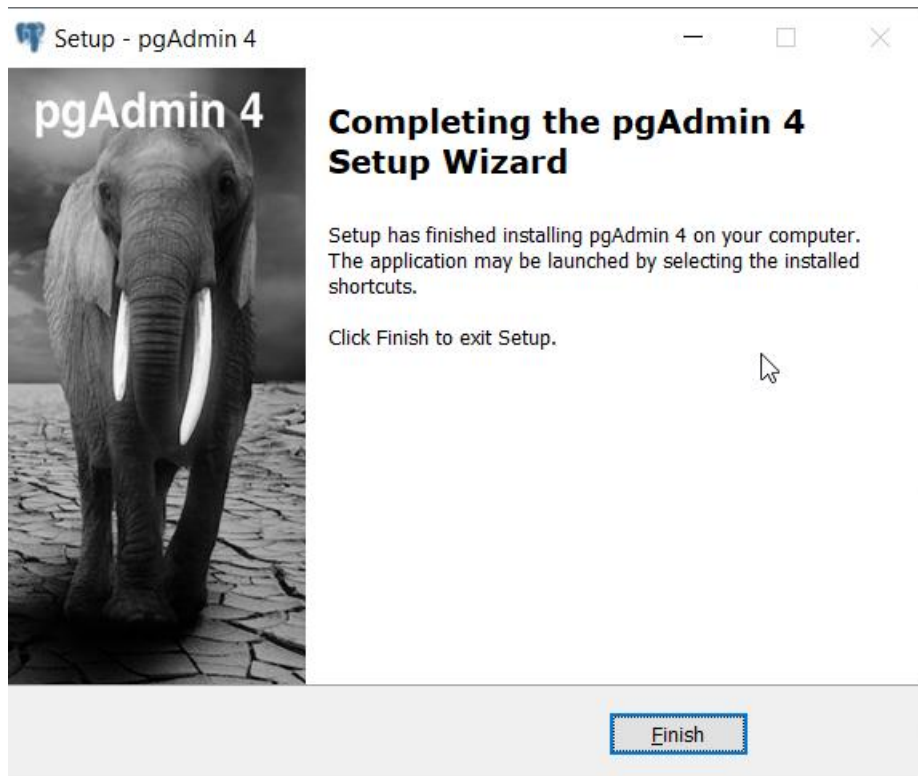 Setup - pgAdmin 4
pgAdmin 4
Completing the pgAdmin 4
Setup Wizard
Setup has finished installing pgAdmin 4 on your computer.
The application may be launched by selecting the installed
shortcuts.
Click Finish to exit Setup.
Finish